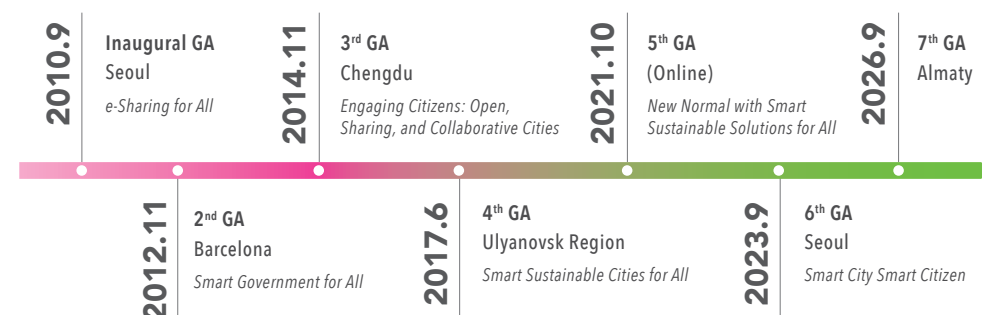 2010.9
Inaugural GA
Seoul
e-Sharing for All
2012.11
2nd GA
Barcelona
Smart Government for All
2014.11
3rd GA
Chengdu
Engaging Citizens: Open,
Sharing, and Collaborative Cities
2017.6
4th GA
Ulyanovsk Region
Smart Sustainable Cities for All
2021.10
5th GA
(Online)
New Normal with Smart
Sustainable Solutions for All
2023.9
6th GA
Seoul
Smart City Smart Citizen
2026.9
7th GA
Almaty